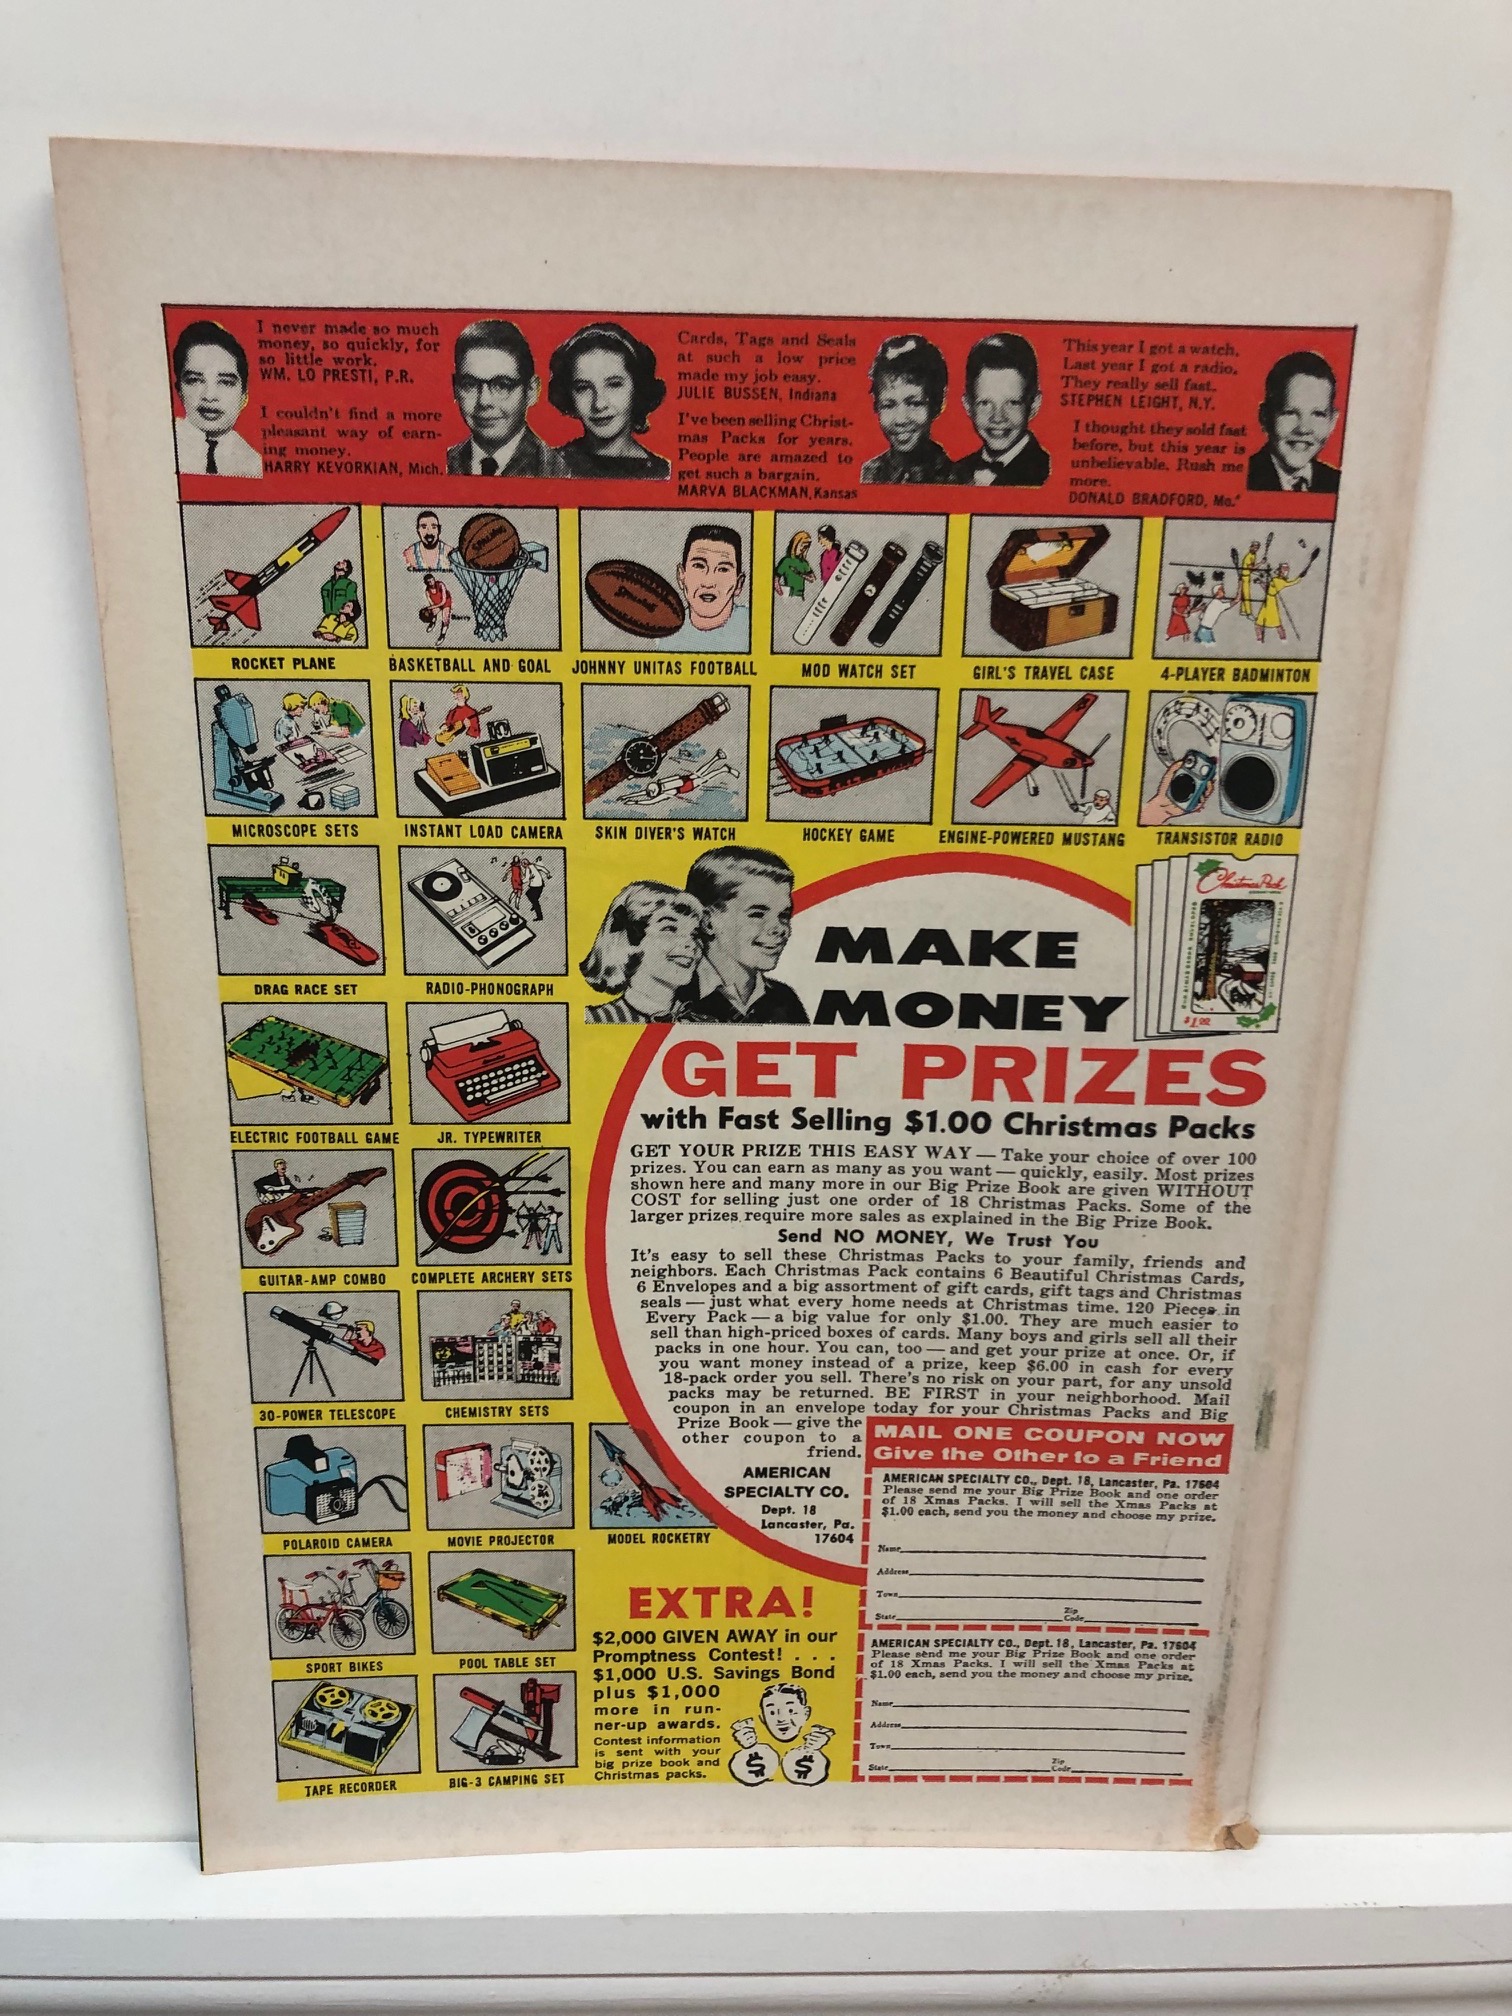 I never made so much
money, so quickly, for
so little work.
WM. LO PRESTI, P.R.
I couldn't find a more
pleasant way of earn-
ing money.
HARRY KEVORKIAN, Mich.
Cards, Tags and Seals
at such a low price
made my job easy.
JULIE BUSSEN, Indiana
I've been selling Christ-
mas Packs for years.
People are amazed to
get such a bargain.
MARVA BLACKMAN, Kansas
This year I got a watch.
Last year I got a radio.
They really sell fast.
STEPHEN LEIGHT, N.Y.
I thought they sold fast
before, but this year is
unbelievable. Rush me
more.
DONALD BRADFORD, Mo.
Spalding
Barry
Spalding
ROCKET PLANE
BASKETBALL AND GOAL
JOHNNY UNITAS FOOTBALL
MOD WATCH SET
GIRL'S TRAVEL CASE
4-PLAYER BADMINTON
MICROSCOPE SETS
INSTANT LOAD CAMERA
SKIN DIVER'S WATCH
HOCKEY GAME
ENGINE-POWERED MUSTANG
TRANSISTOR RADIO
DRAG RACE SET
RADIO-PHONOGRAPH
ELECTRIC FOOTBALL GAME
JR. TYPEWRITER
GUITAR-AMP COMBO
COMPLETE ARCHERY SETS
30-POWER TELESCOPE
CHEMISTRY SETS
POLAROID CAMERA
MOVIE PROJECTOR
MODEL ROCKETRY
SPORT BIKES
POOL TABLE SET
TAPE RECORDER
BIG-3 CAMPING SET
Christmas Pack
MAKE
MONEY
GET PRIZES
with Fast Selling $1.00 Christmas Packs
GET YOUR PRIZE THIS EASY WAY — Take your choice of over 100
prizes. You can earn as many as you want — quickly, easily. Most prizes
shown here and many more in our Big Prize Book are given WITHOUT
COST for selling just one order of 18 Christmas Packs. Some of the
larger prizes require more sales as explained in the Big Prize Book.
Send NO MONEY, We Trust You
It's easy to sell these Christmas Packs to your family, friends and
neighbors. Each Christmas Pack contains 6 Beautiful Christmas Cards,
6 Envelopes and a big assortment of gift cards, gift tags and Christmas
seals — just what every home needs at Christmas time. 120 Pieces in
Every Pack — a big value for only $1.00. They are much easier to
sell than high-priced boxes of cards. Many boys and girls sell all their
packs in one hour. You can, too — and get your prize at once. Or, if
you want money instead of a prize, keep $6.00 in cash for every
18-pack order you sell. There's no risk on your part, for any unsold
packs may be returned. BE FIRST in your neighborhood. Mail
coupon in an envelope today for your Christmas Packs and Big
Prize Book — give the
other coupon to a
friend.
AMERICAN
SPECIALTY CO.
Dept. 18
Lancaster, Pa.
17604
MAIL ONE COUPON NOW
Give the Other to a Friend
AMERICAN SPECIALTY CO., Dept. 18, Lancaster, Pa. 17604
Please send me your Big Prize Book and one order
of 18 Xmas Packs. I will sell the Xmas Packs at
$1.00 each, send you the money and choose my prize.
Name
Address
Town
State Zip Code
AMERICAN SPECIALTY CO., Dept. 18, Lancaster, Pa. 17604
Please send me your Big Prize Book and one order
of 18 Xmas Packs. I will sell the Xmas Packs at
$1.00 each, send you the money and choose my prize.
Name
Address
Town
State Zip Code
EXTRA!
$2,000 GIVEN AWAY in our
Promptness Contest! . . .
$1,000 U.S. Savings Bond
plus $1,000
more in run-
ner-up awards.
Contest information
is sent with your
big prize book and
Christmas packs.
$ $